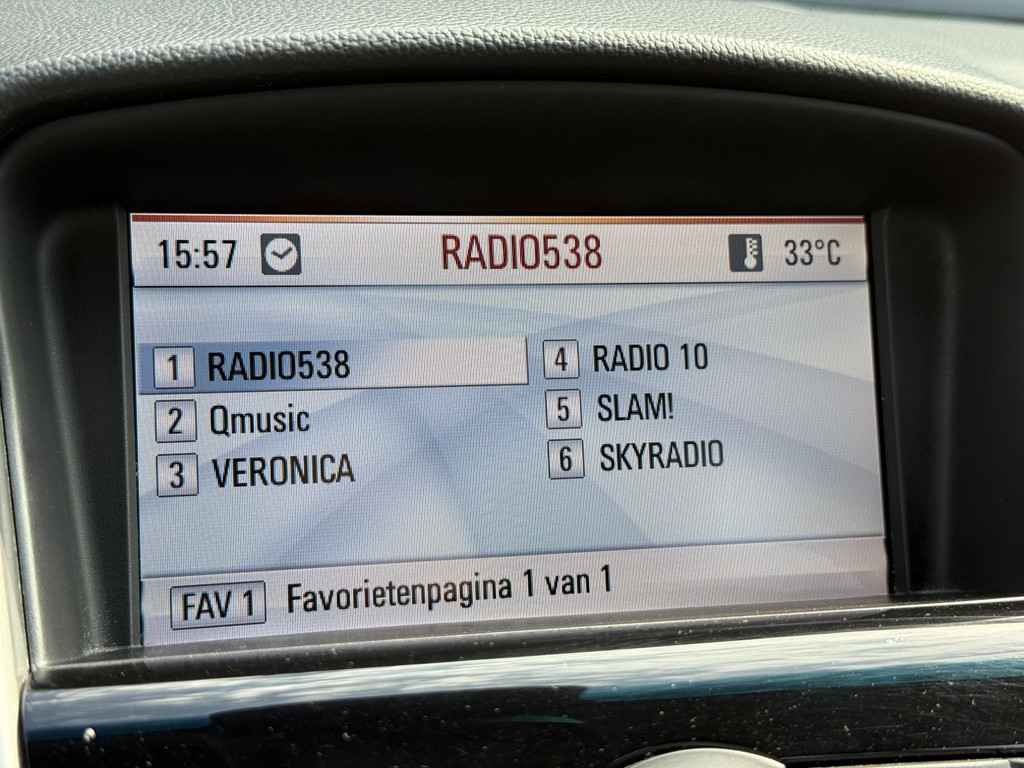 15:57 RADIO538 33°C
1 RADIO538
2 Qmusic
3 VERONICA
4 RADIO 10
5 SLAM!
6 SKYRADIO
FAV 1 Favorietenpagina 1 van 1